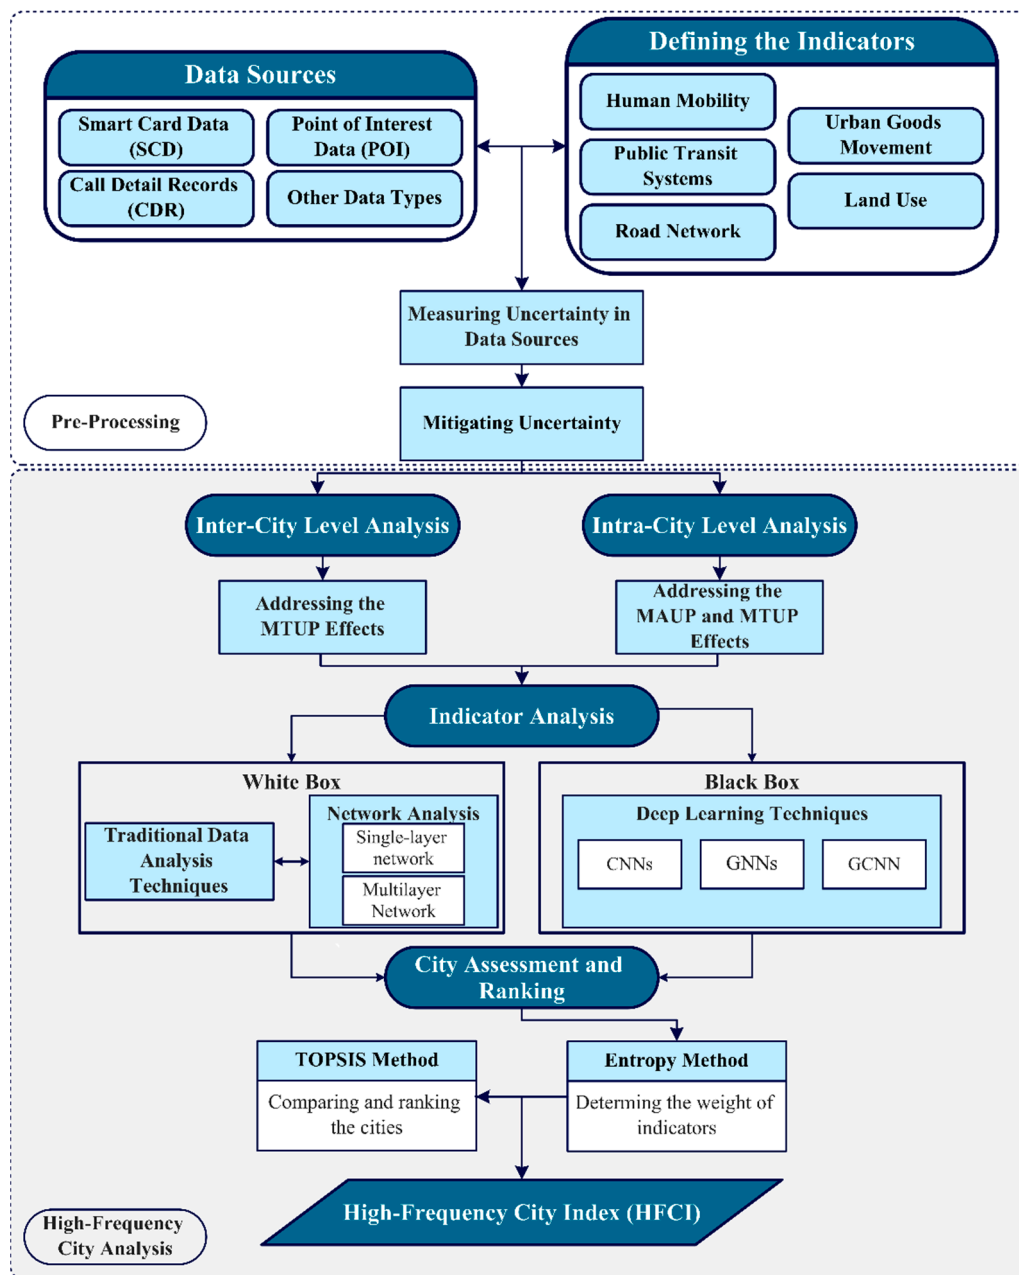 Data Sources
Smart Card Data
(SCD)
Point of Interest
Data (POI)
Call Detail Records
(CDR)
Other Data Types
Defining the Indicators
Human Mobility
Public Transit
Systems
Road Network
Urban Goods
Movement
Land Use
Measuring Uncertainty in
Data Sources
Mitigating Uncertainty
Pre-Processing
Inter-City Level Analysis
Intra-City Level Analysis
Addressing the
MTUP Effects
Addressing the
MAUP and MTUP
Effects
Indicator Analysis
White Box
Traditional Data
Analysis
Techniques
Network Analysis
Single-layer
network
Multilayer
Network
Black Box
Deep Learning Techniques
CNNs
GNNs
GCNN
City Assessment and
Ranking
TOPSIS Method
Comparing and ranking
the cities
Entropy Method
Determing the weight of
indicators
High-Frequency City Index (HFCI)
High-Frequency
City Analysis